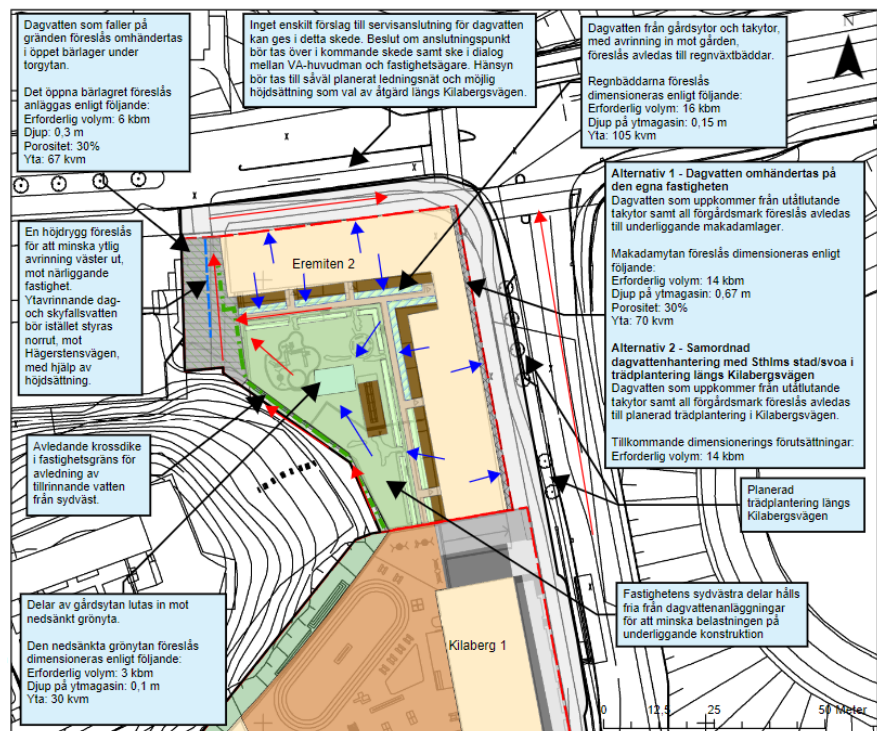 Dagvatten som faller på
gränden föreslås omhändertas
i öppet bärlager under
torgytan.
Det öppna bärlagret föreslås
anläggas enligt följande:
Erforderlig volym: 6 kbm
Djup: 0,3 m
Porositet: 30%
Yta: 67 kvm
Inget enskilt förslag till servisanslutning för dagvatten
kan ges i detta skede. Beslut om anslutningspunkt
bör tas över i kommande skede samt ske i dialog
mellan VA-huvudman och fastighetsägare. Hänsyn
bör tas till såväl planerat ledningsnät och möjlig
höjdsättning som val av åtgärd längs Kilabergsvägen.
Dagvatten från gårdsytor och takytor,
med avrinning in mot gården,
föreslås avledas till regnväxtbäddar.
Regnbäddarna föreslås
dimensioneras enligt följande:
Erforderlig volym: 16 kbm
Djup på ytmagasin: 0,15 m
Yta: 105 kvm
N
En höjdrygg föreslås
för att minska ytlig
avrinning väster ut,
mot närliggande
fastighet.
Ytavrinnande dag-
och skyfallsvatten
bör istället styras
norrut, mot
Hägerstensvägen,
med hjälp av
höjdsättning.
Eremiten 2
Alternativ 1 - Dagvatten omhändertas på
den egna fastigheten
Dagvatten som uppkommer från utåtlutande
takytor samt all förgårdsmark föreslås avledas
till underliggande makadamlager.
Makadamytan föreslås dimensioneras enligt
följande:
Erforderlig volym: 14 kbm
Djup på ytmagasin: 0,67 m
Porositet: 30%
Yta: 70 kvm
Alternativ 2 - Samordnad
dagvattenhantering med Sthlms stad/svoa i
trädplantering längs Kilabergsvägen
Dagvatten som uppkommer från utåtlutande
takytor samt all förgårdsmark föreslås avledas
till planerad trädplantering i Kilabergsvägen.
Tillkommande dimensionerings förutsättningar:
Erforderlig volym: 14 kbm
Avledande krossdike
i fastighetsgräns för
avledning av
tillrinnande vatten
från sydväst.
Planerad
trädplantering längs
Kilabergsvägen
Delar av gårdsytan lutas in mot
nedsänkt grönyta.
Den nedsänkta grönytan föreslås
dimensioneras enligt följande:
Erforderlig volym: 3 kbm
Djup på ytmagasin: 0,1 m
Yta: 30 kvm
Fastighetens sydvästra delar hålls
fria från dagvattenanläggningar
för att minska belastningen på
underliggande konstruktion
Kilaberg 1
0 12,5 25 50 Meter